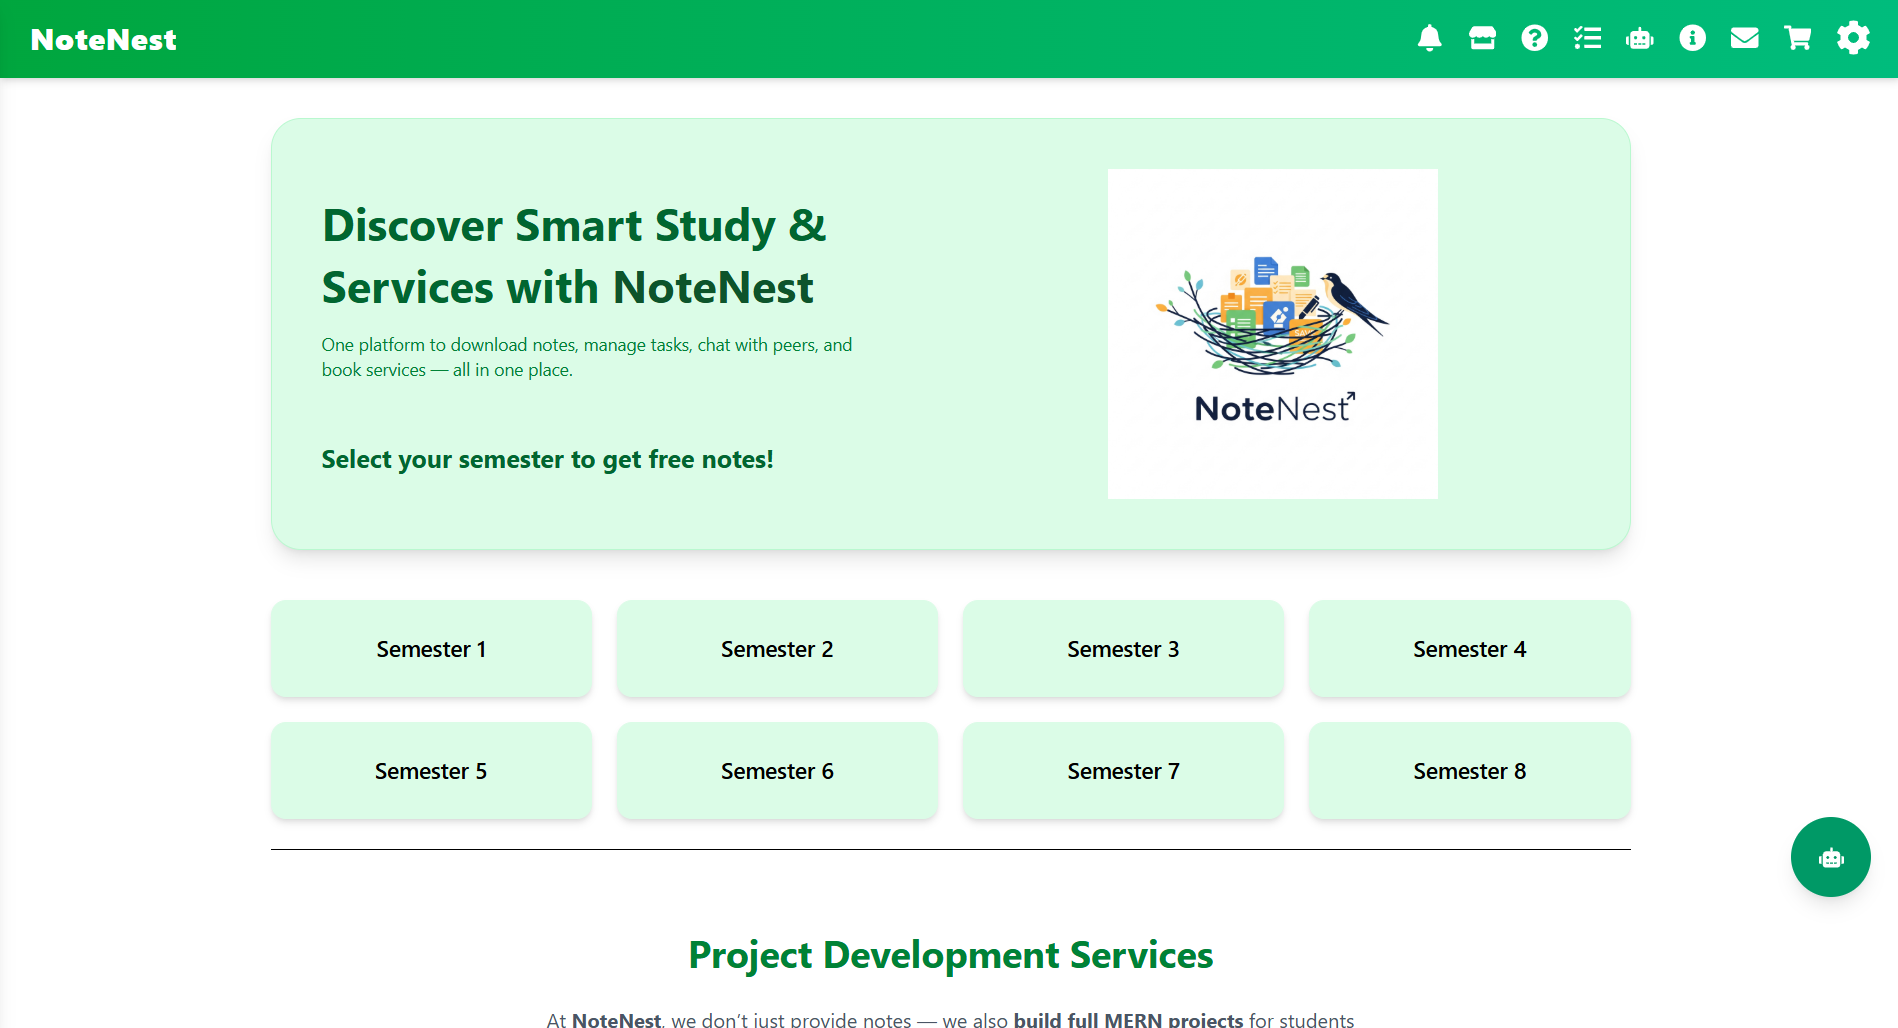 NoteNest
Discover Smart Study &
Services with NoteNest
One platform to download notes, manage tasks, chat with peers, and
book services — all in one place.
Select your semester to get free notes!
NoteNest
Semester 1
Semester 2
Semester 3
Semester 4
Semester 5
Semester 6
Semester 7
Semester 8
Project Development Services
At NoteNest, we don’t just provide notes — we also build full MERN projects for students